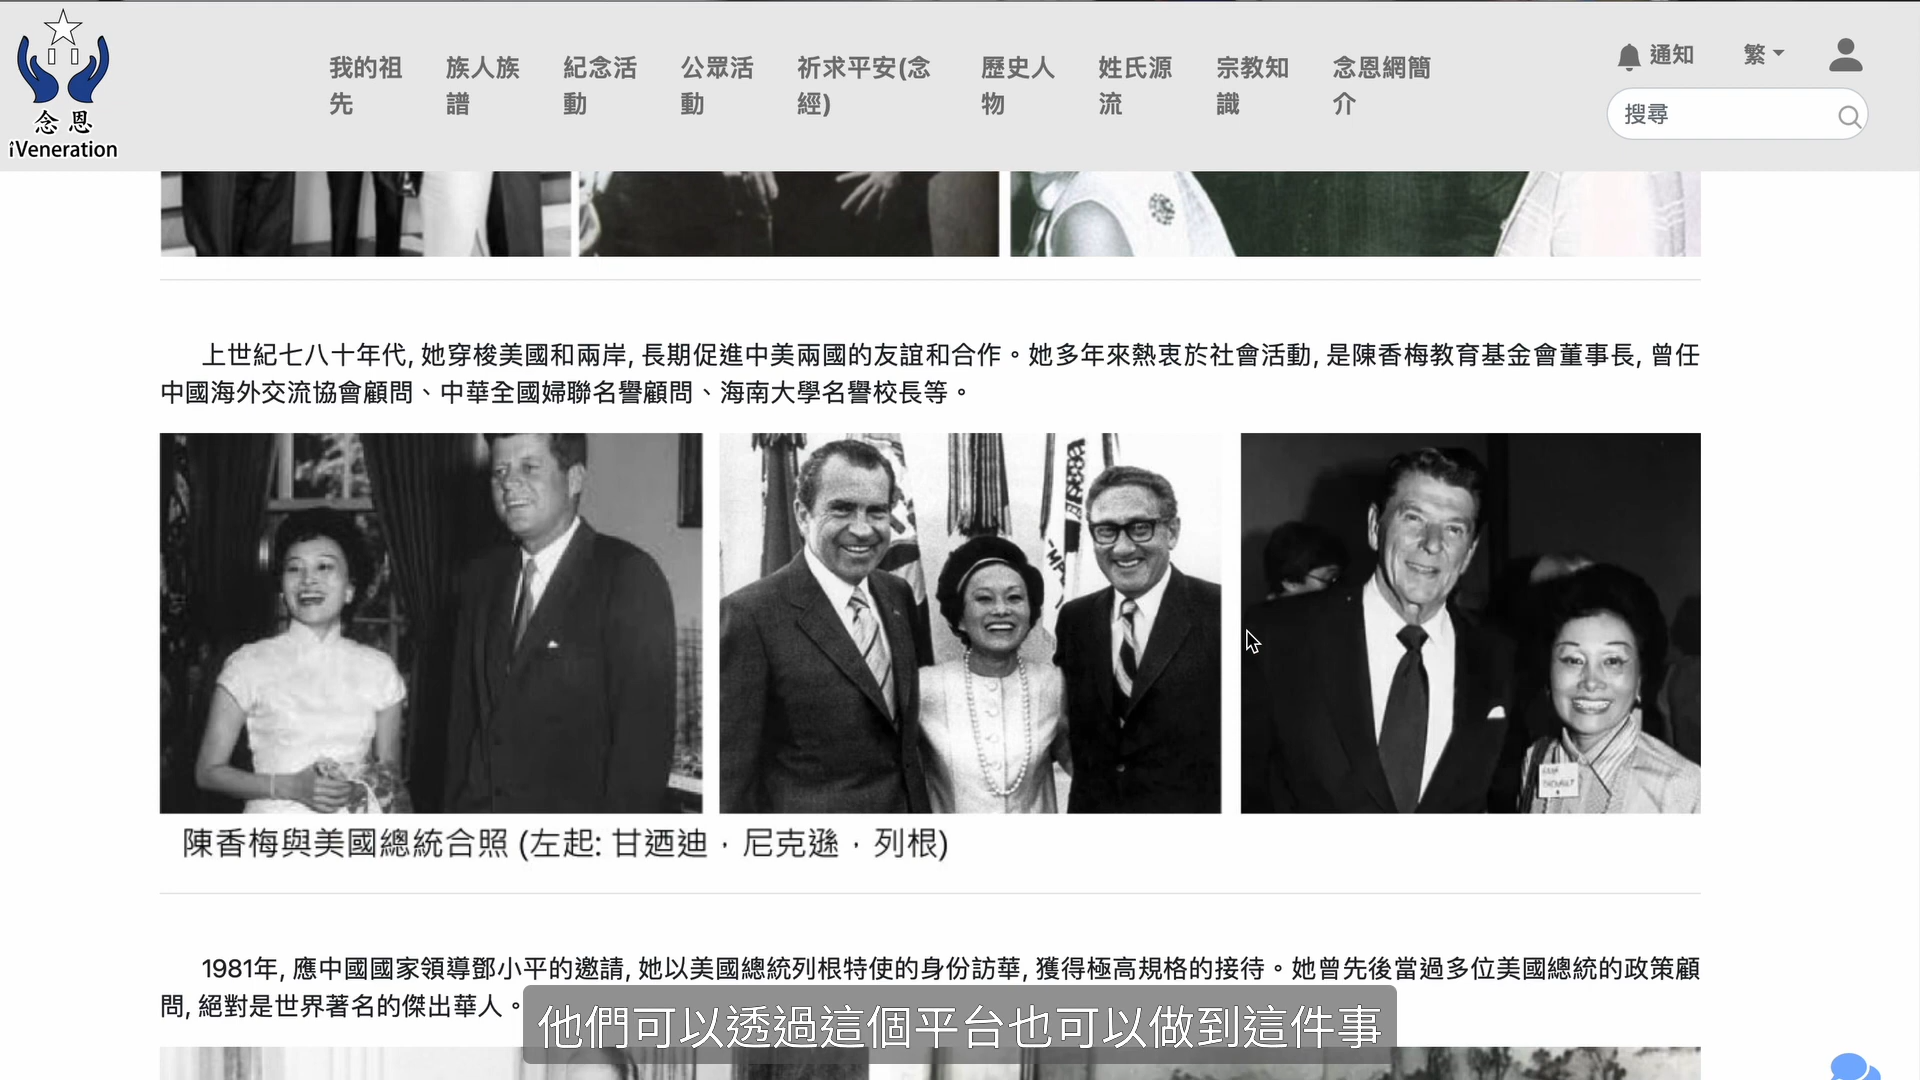 念恩
iVeneration
我的祖先
族人族譜
紀念活動
公眾活動
祈求平安(念經)
歷史人物
姓氏源流
宗教知識
念恩網簡介
通知
繁
搜尋
上世紀七八十年代, 她穿梭美國和兩岸, 長期促進中美兩國的友誼和合作。她多年來熱衷於社會活動, 是陳香梅教育基金會董事長, 曾任
中國海外交流協會顧問、中華全國婦聯名譽顧問、海南大學名譽校長等。
陳香梅與美國總統合照 (左起: 甘迺迪，尼克遜，列根)
1981年, 應中國國家領導鄧小平的邀請, 她以美國總統列根特使的身份訪華, 獲得極高規格的接待。她曾先後當過多位美國總統的政策顧
問, 絕對是世界著名的傑出華人。
他們可以透過這個平台也可以做到這件事